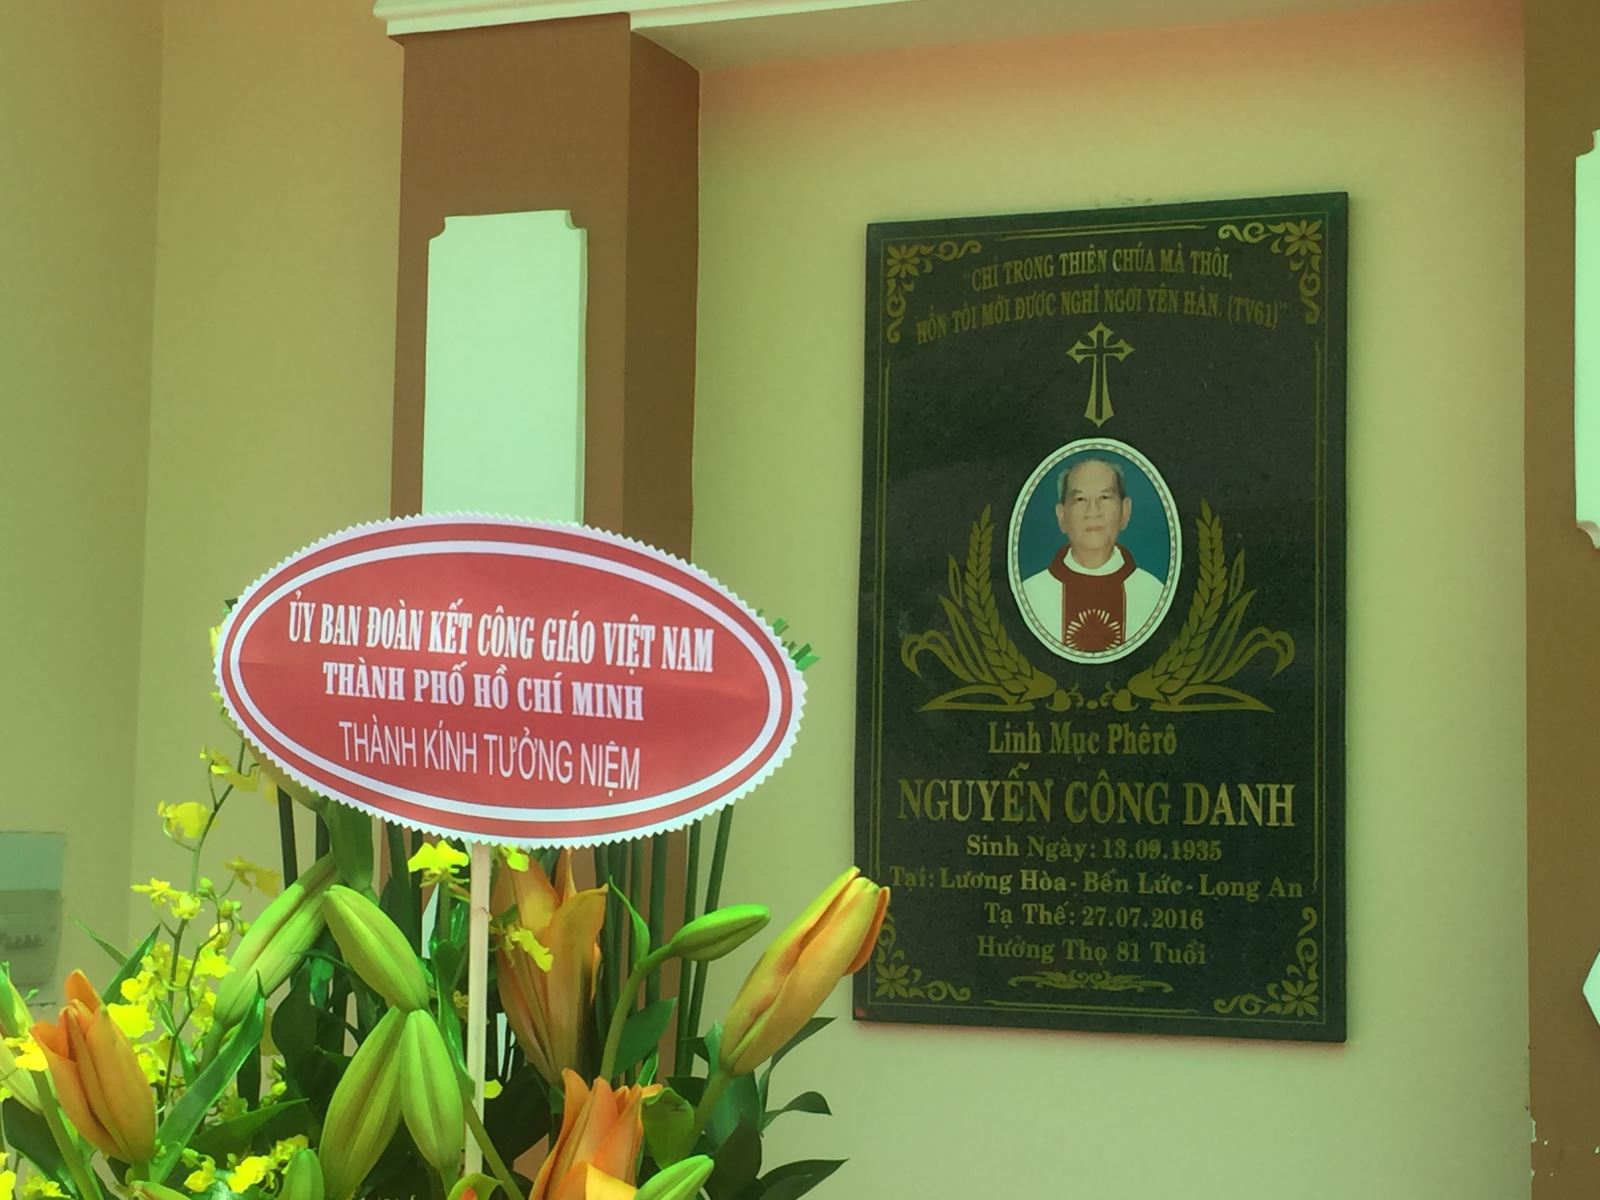 ỦY BAN ĐOÀN KẾT CÔNG GIÁO VIỆT NAM
THÀNH PHỐ HỒ CHÍ MINH
THÀNH KÍNH TƯỞNG NIỆM
"CHỈ TRONG THIÊN CHÚA MÀ THÔI,
HỒN TÔI MỚI ĐƯỢC NGHỈ NGƠI YÊN HÀN. (TV61)"
Linh Mục Phêrô
NGUYỄN CÔNG DANH
Sinh Ngày: 13.09.1935
Tại: Lương Hòa - Bến Lức - Long An
Tạ Thế: 27.07.2016
Hưởng Thọ 81 Tuổi